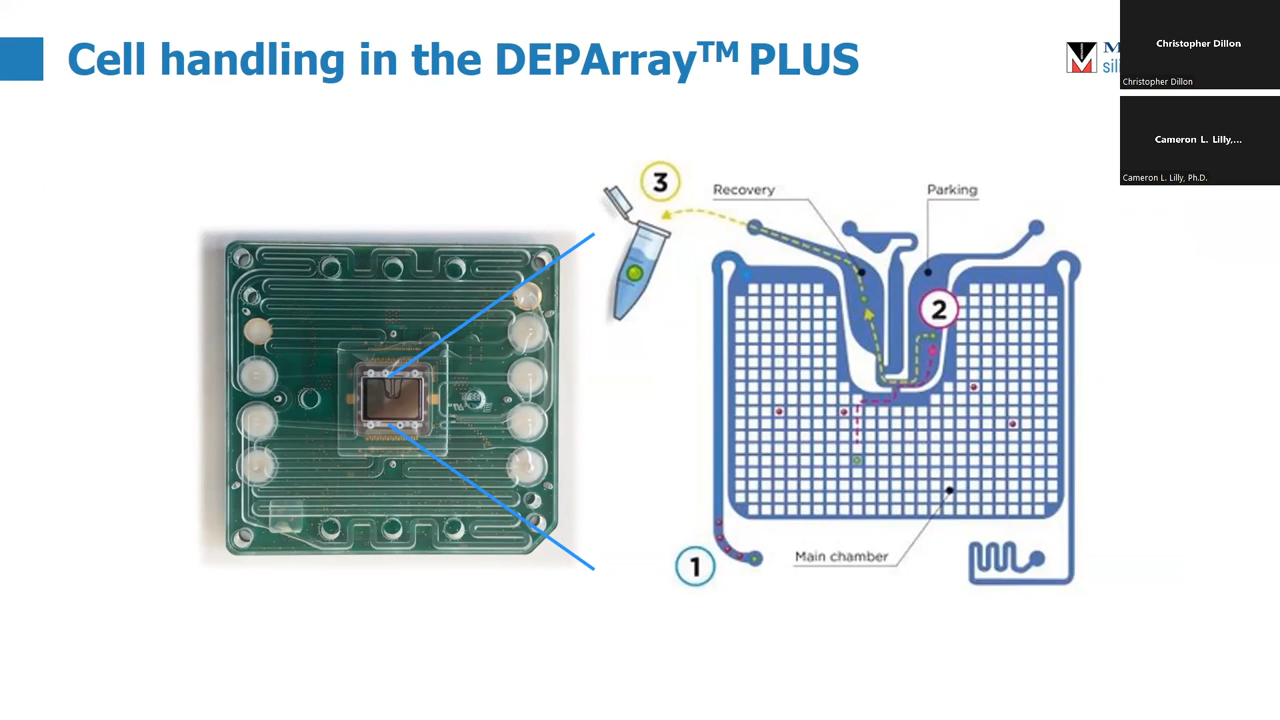 Cell handling in the DEPArray™ PLUS
Christopher Dillon
Christopher Dillon
Cameron L. Lilly,...
Cameron L. Lilly, Ph.D.
3
Recovery
Parking
2
1
Main chamber